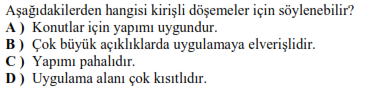 Aşağıdakilerden hangisi kirişli döşemeler için söylenebilir?
A ) Konutlar için yapımı uygundur.
B ) Çok büyük açıklıklarda uygulamaya elverişlidir.
C ) Yapımı pahalıdır.
D ) Uygulama alanı çok kısıtlıdır.